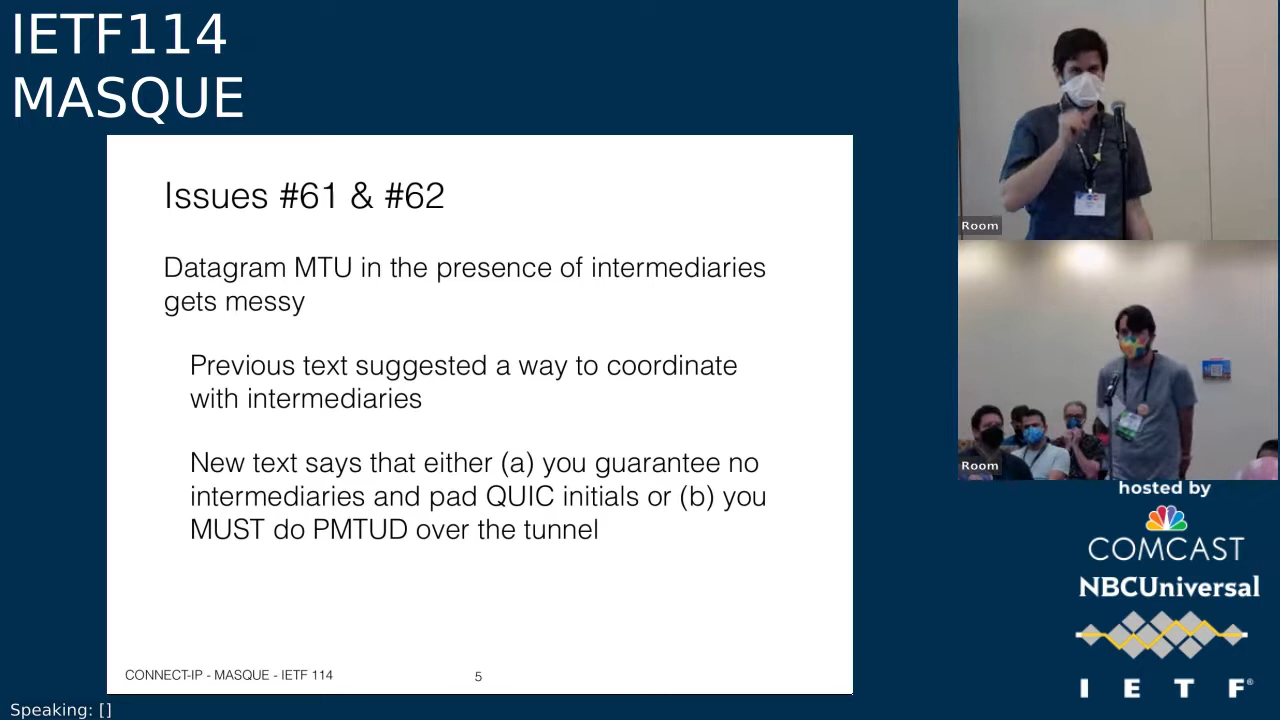 IETF114
MASQUE
Issues #61 & #62
Datagram MTU in the presence of intermediaries
gets messy
Previous text suggested a way to coordinate
with intermediaries
New text says that either (a) you guarantee no
intermediaries and pad QUIC initials or (b) you
MUST do PMTUD over the tunnel
CONNECT-IP - MASQUE - IETF 114
5
Room
Room
hosted by
COMCAST
NBCUniversal
I E T F®
Speaking: []